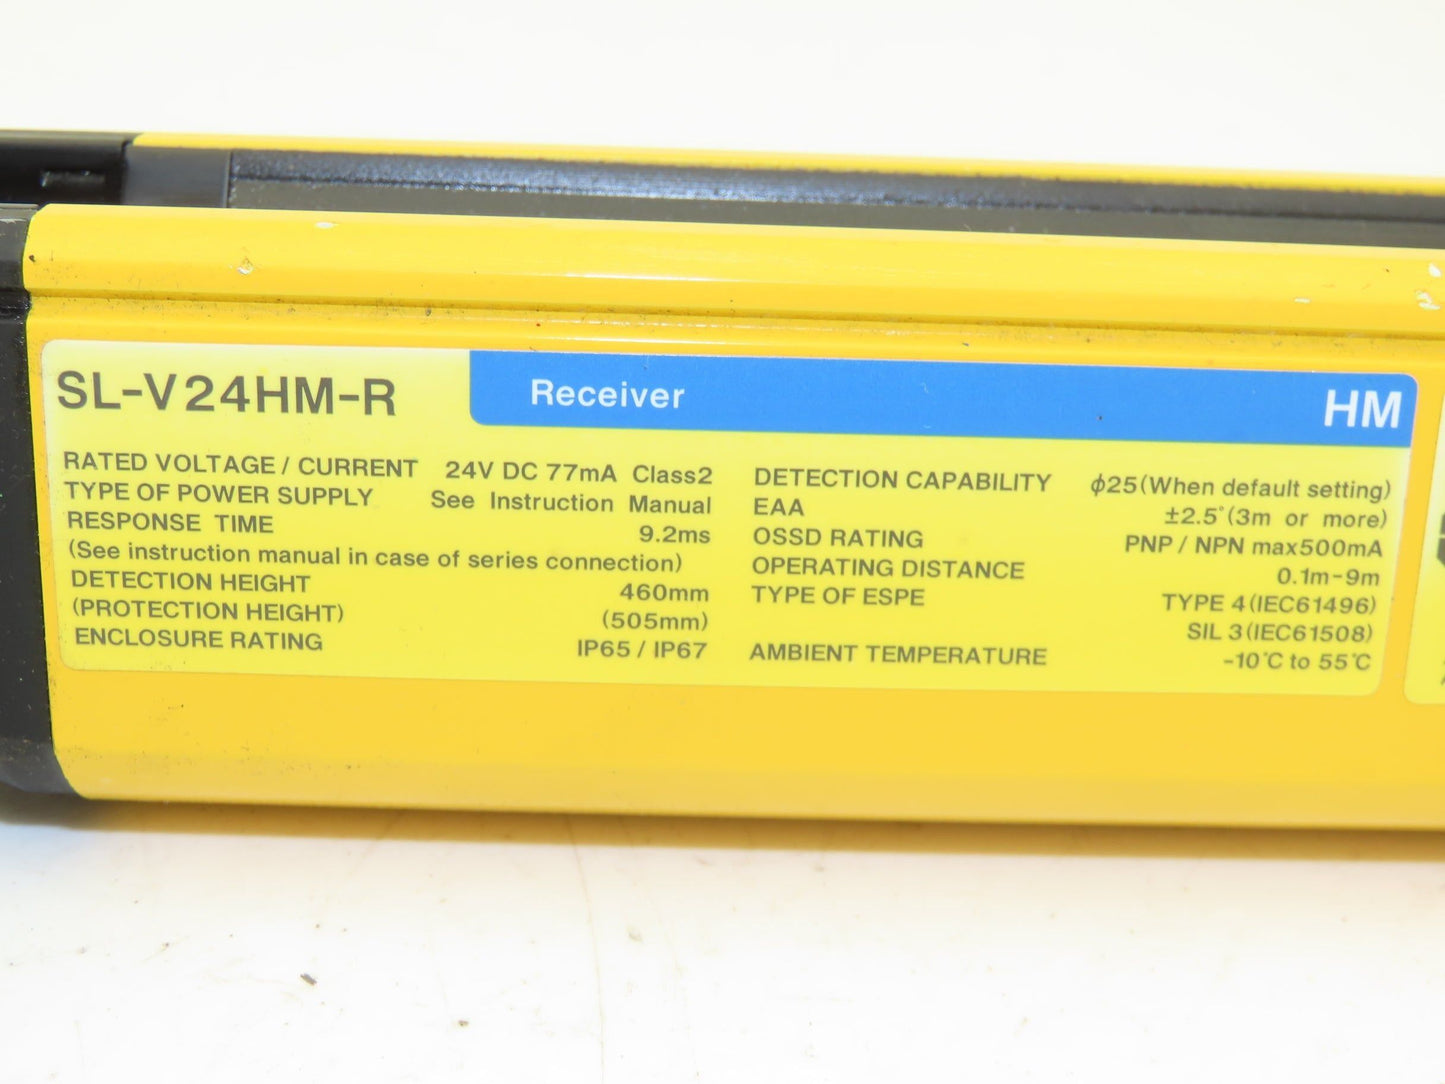 SL-V24HM-R Receiver HM
RATED VOLTAGE / CURRENT 24V DC 77mA Class2
TYPE OF POWER SUPPLY See Instruction Manual
RESPONSE TIME 9.2ms
(See instruction manual in case of series connection)
DETECTION HEIGHT 460mm
(PROTECTION HEIGHT) (505mm)
ENCLOSURE RATING IP65 / IP67
DETECTION CAPABILITY ϕ25(When default setting)
EAA ±2.5°(3m or more)
OSSD RATING PNP / NPN max500mA
OPERATING DISTANCE 0.1m-9m
TYPE OF ESPE TYPE 4(IEC61496)
SIL 3(IEC61508)
AMBIENT TEMPERATURE -10°C to 55°C